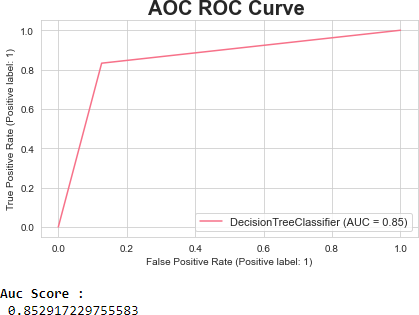 AOC ROC Curve
1.0
0.8
0.6
0.4
0.2
0.0
True Positive Rate (Positive label: 1)
DecisionTreeClassifier (AUC = 0.85)
0.0 0.2 0.4 0.6 0.8 1.0
False Positive Rate (Positive label: 1)
Auc Score :
0.852917229755583